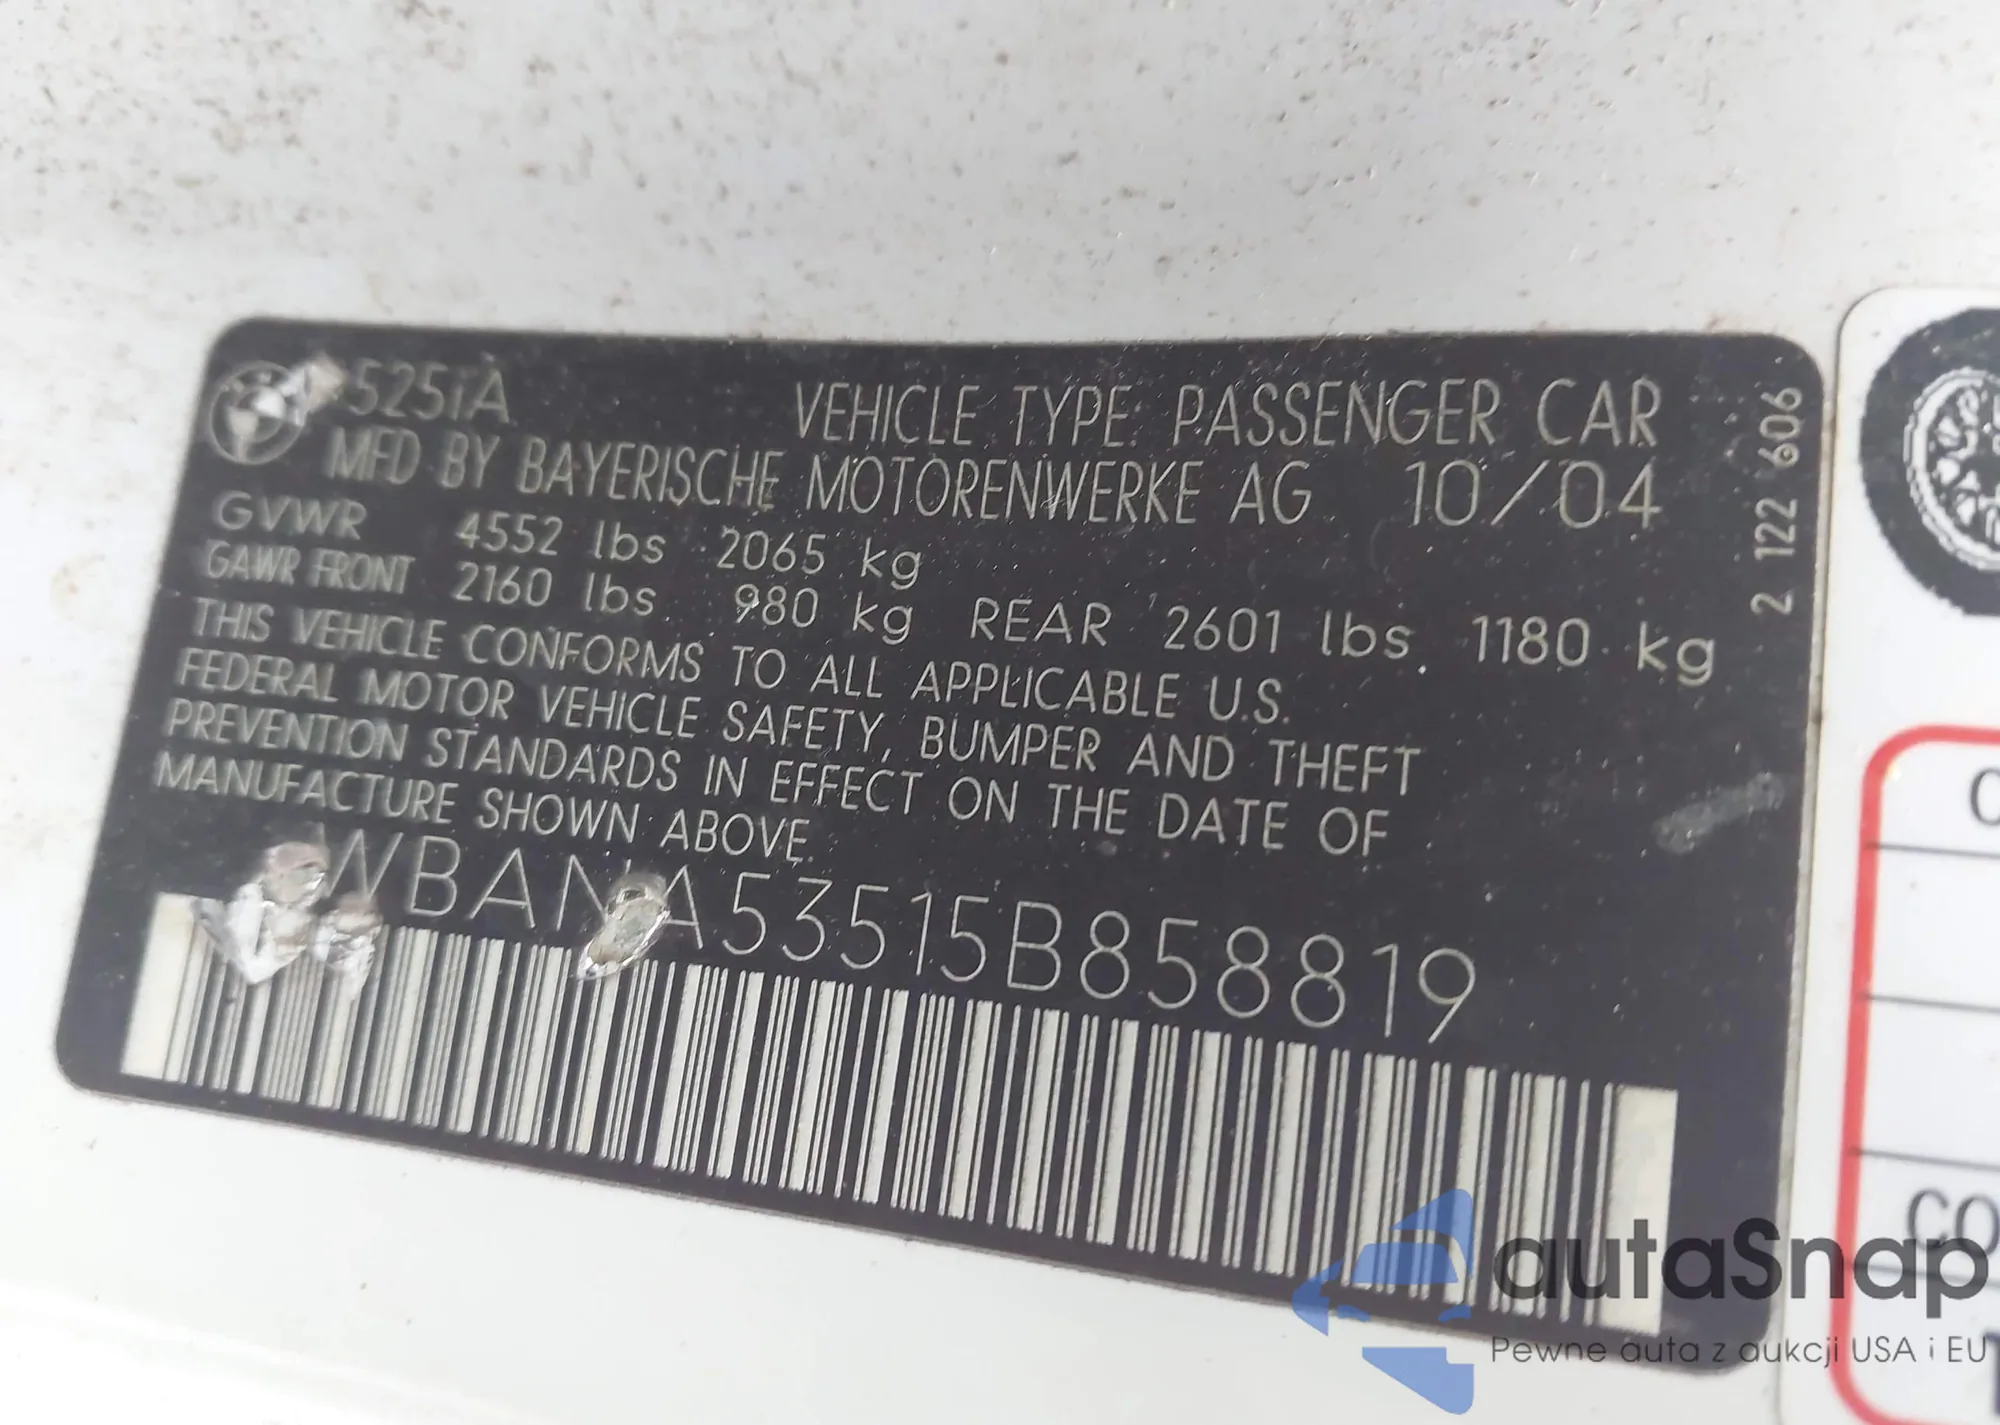 525iA VEHICLE TYPE: PASSENGER CAR
MFD BY BAYERISCHE MOTORENWERKE AG 10/04
GVWR 4552 lbs 2065 kg
GAWR FRONT 2160 lbs 980 kg REAR 2601 lbs 1180 kg
THIS VEHICLE CONFORMS TO ALL APPLICABLE U.S.
FEDERAL MOTOR VEHICLE SAFETY, BUMPER AND THEFT
PREVENTION STANDARDS IN EFFECT ON THE DATE OF
MANUFACTURE SHOWN ABOVE.
WBANA53515B858819
2 122 606
CO
autaSnap
Pewne auta z aukcji USA i EU